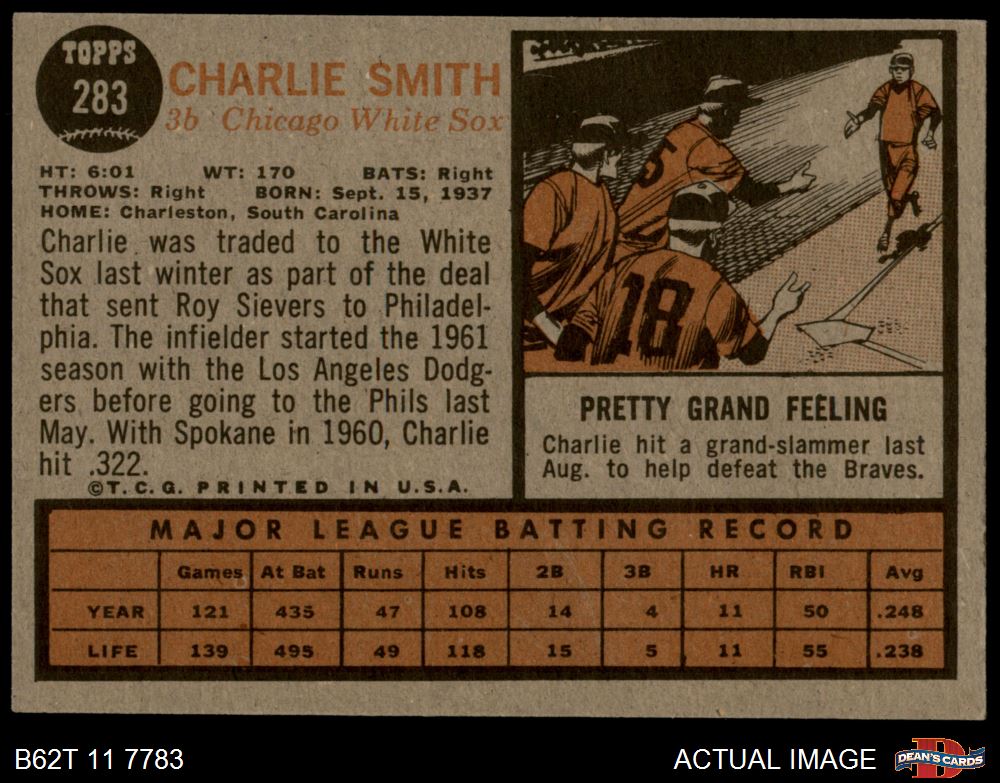 TOPPS
283
CHARLIE SMITH
3b Chicago White Sox
HT: 6:01 WT: 170 BATS: Right
THROWS: Right BORN: Sept. 15, 1937
HOME: Charleston, South Carolina
Charlie was traded to the White
Sox last winter as part of the deal
that sent Roy Sievers to Philadel-
phia. The infielder started the 1961
season with the Los Angeles Dodg-
ers before going to the Phils last
May. With Spokane in 1960, Charlie
hit .322.
©T.C.G. PRINTED IN U.S.A.
5
18
PRETTY GRAND FEELING
Charlie hit a grand-slammer last
Aug. to help defeat the Braves.
MAJOR LEAGUE BATTING RECORD
Games At Bat Runs Hits 2B 3B HR RBI Avg
YEAR 121 435 47 108 14 4 11 50 .248
LIFE 139 495 49 118 15 5 11 55 .238
B62T 11 7783
ACTUAL IMAGE
D
DEAN'S CARDS